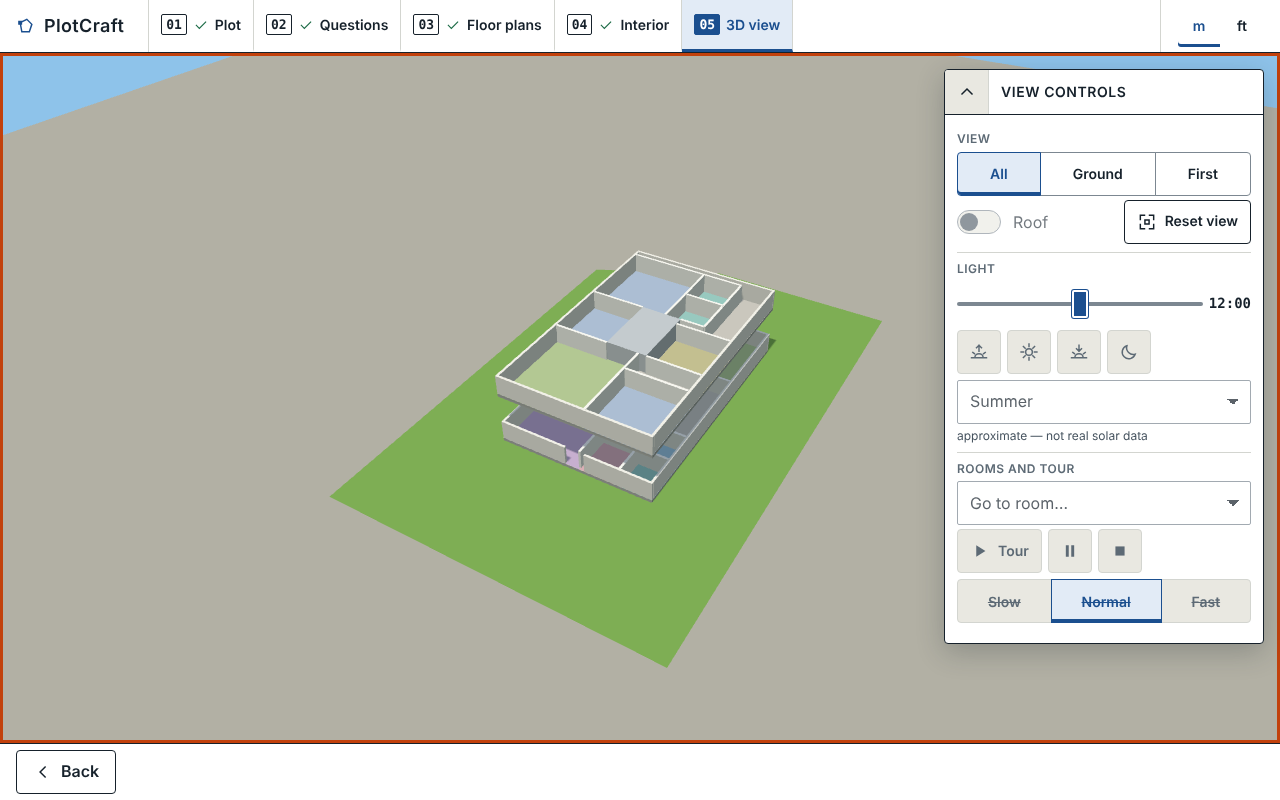 PlotCraft
01 Plot
02 Questions
03 Floor plans
04 Interior
05 3D view
m ft
VIEW CONTROLS
VIEW
All Ground First
Roof Reset view
LIGHT
12:00
Summer
approximate — not real solar data
ROOMS AND TOUR
Go to room...
Tour
Slow Normal Fast
Back